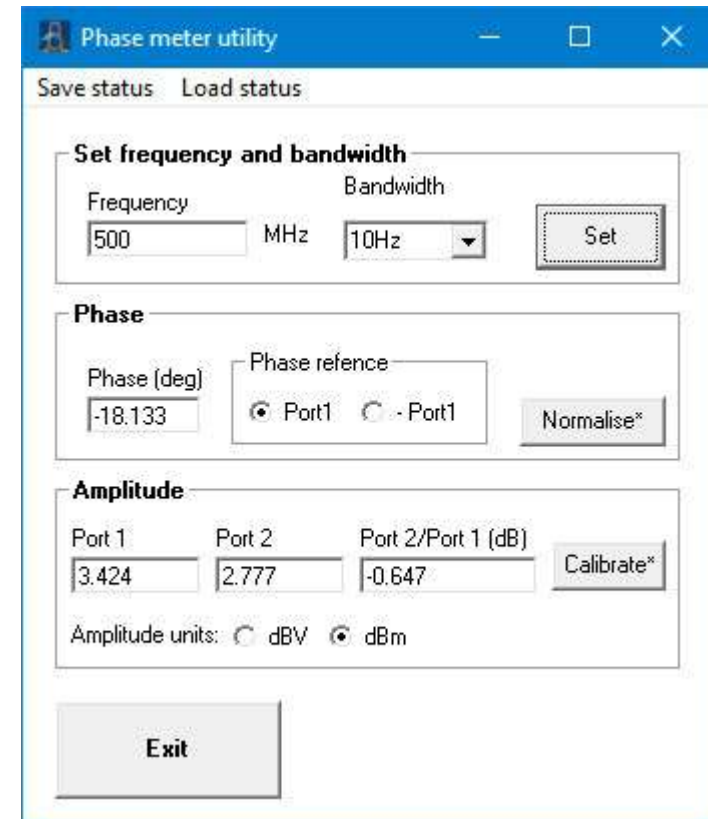 Phase meter utility
Save status Load status
Set frequency and bandwidth
Frequency
Bandwidth
500
MHz
10Hz
Set
Phase
Phase (deg)
Phase refence
-18.133
Port1
- Port1
Normalise*
Amplitude
Port 1
Port 2
Port 2/Port 1 (dB)
3.424
2.777
-0.647
Calibrate*
Amplitude units: dBV dBm
Exit